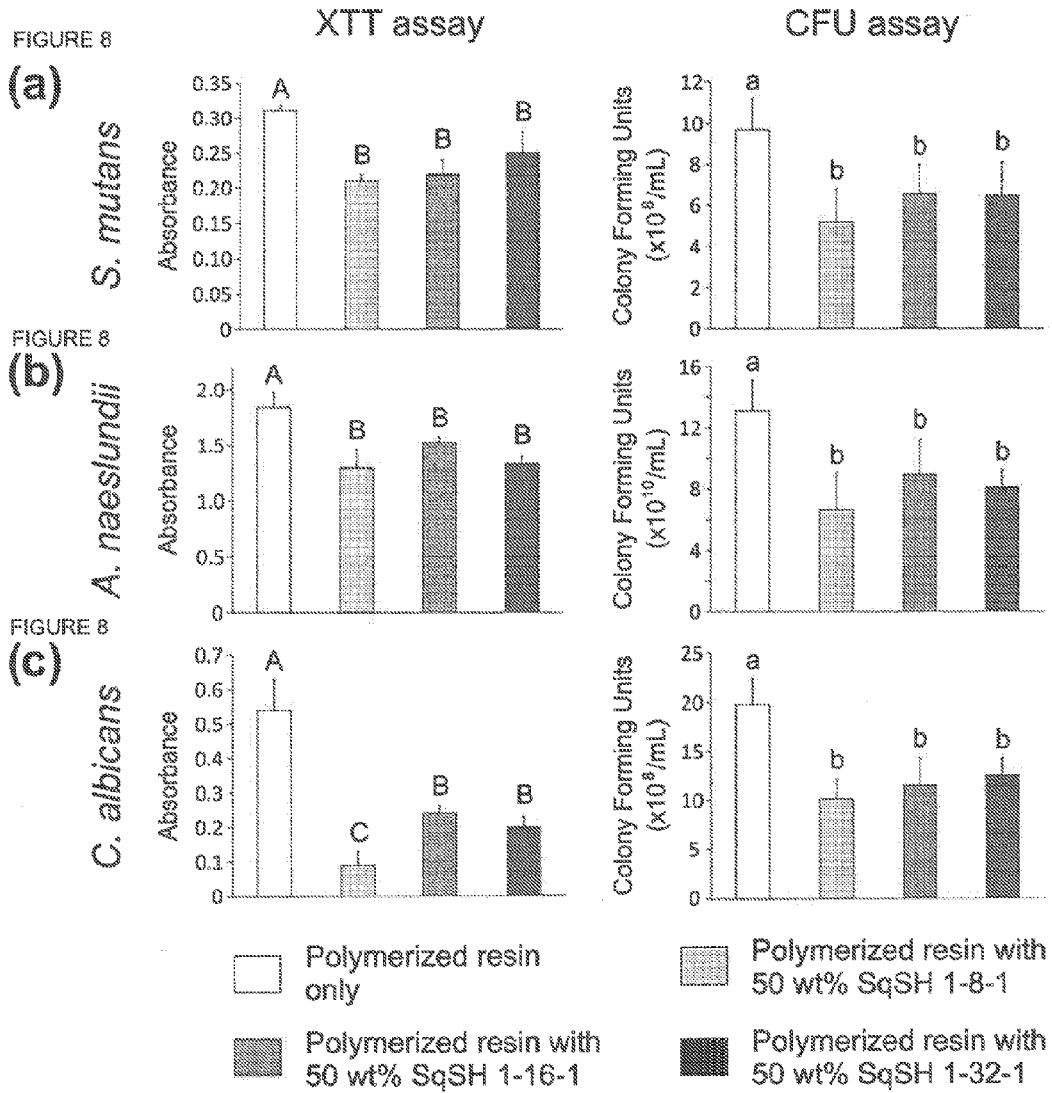 XTT assay
CFU assay
FIGURE 8
(a)
S. mutans
Absorbance
0.35
0.30
0.25
0.20
0.15
0.10
0.05
0
A
B
B
B
Colony Forming Units
(x10⁸/mL)
12
10
8
6
4
2
0
a
b
b
b
FIGURE 8
(b)
A. naeslundii
Absorbance
2.0
1.5
1.0
0.5
0
A
B
B
B
Colony Forming Units
(x10¹⁰/mL)
16
12
8
4
0
a
b
b
b
FIGURE 8
(c)
C. albicans
Absorbance
0.7
0.6
0.5
0.4
0.3
0.2
0.1
0
A
C
B
B
Colony Forming Units
(x10⁸/mL)
25
20
15
10
5
0
a
b
b
b
Polymerized resin
only
Polymerized resin with
50 wt% SqSH 1-8-1
Polymerized resin with
50 wt% SqSH 1-16-1
Polymerized resin with
50 wt% SqSH 1-32-1